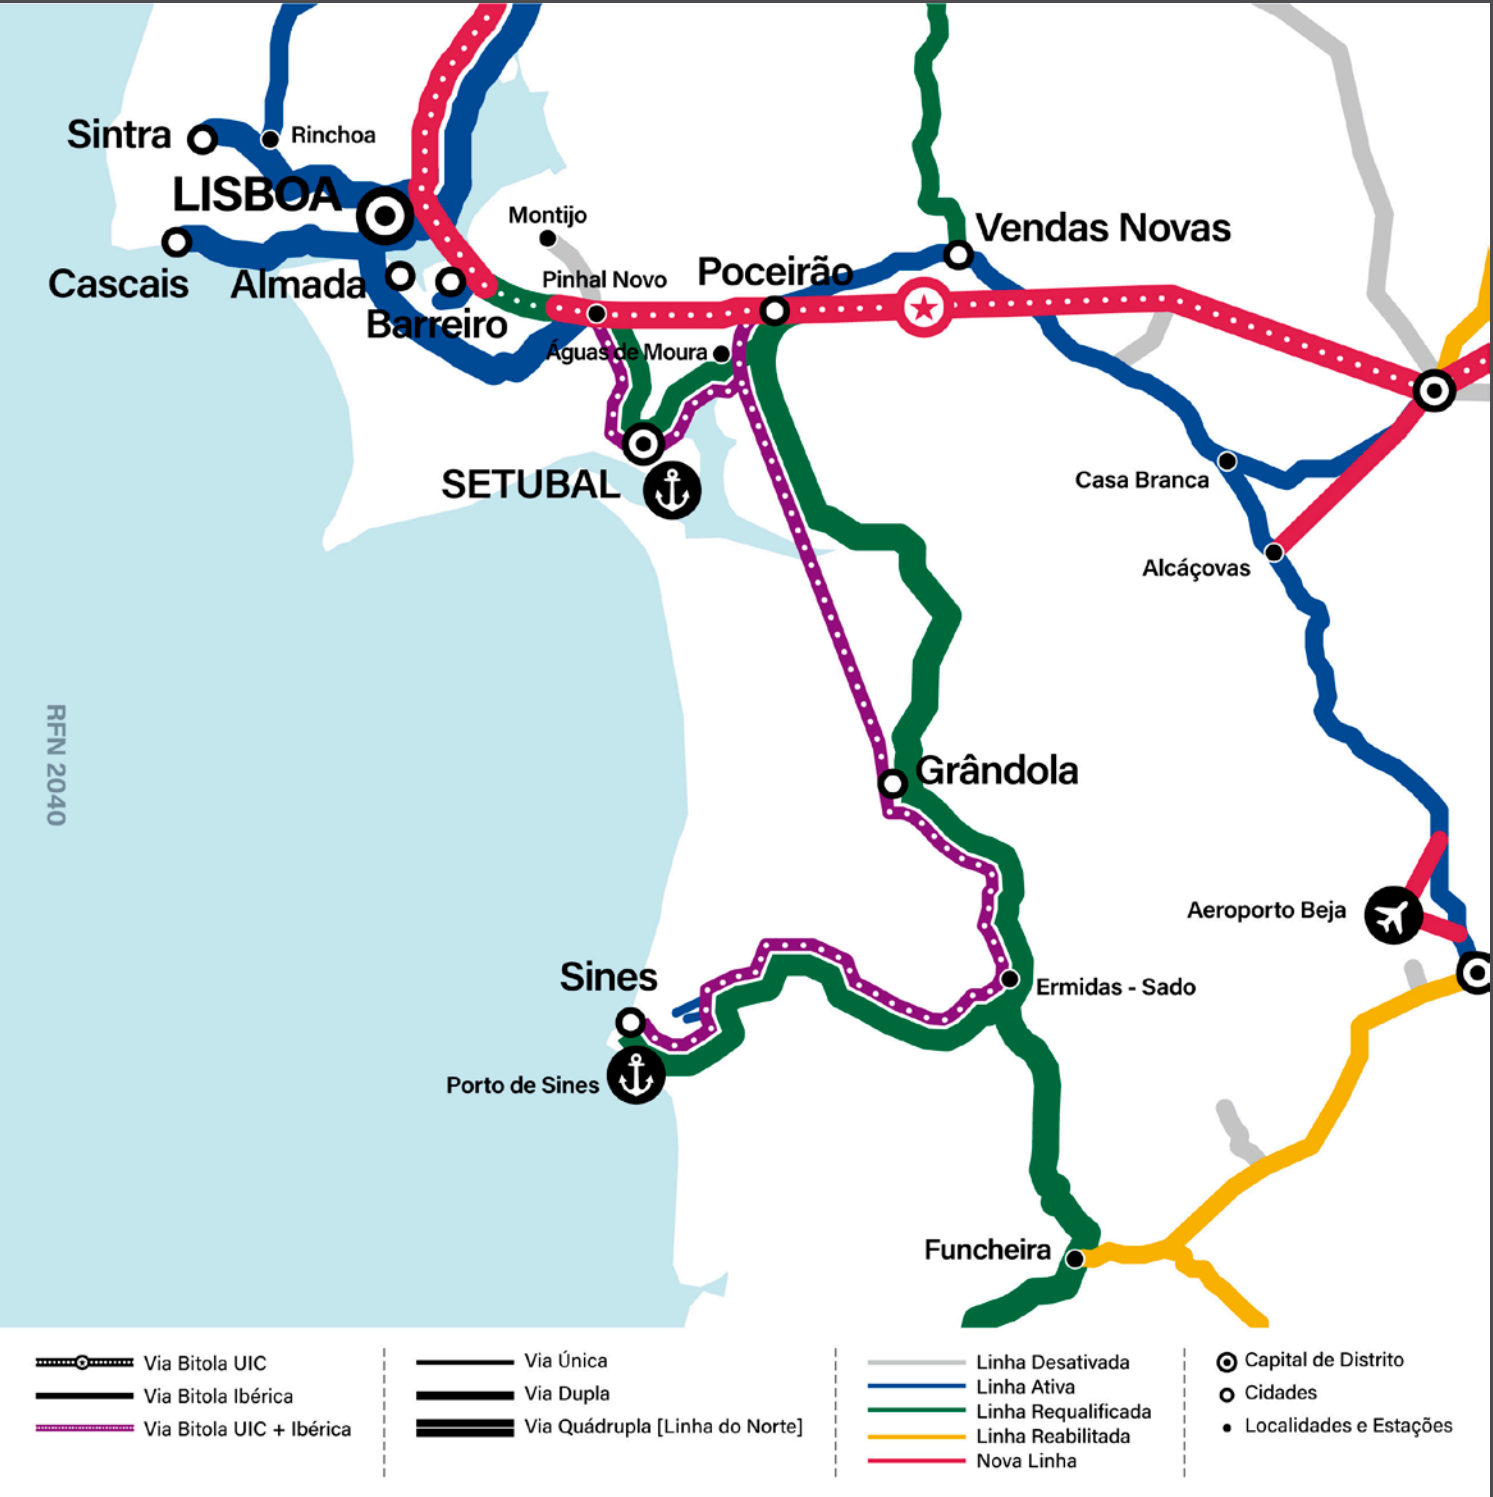 Sintra
Rinchoa
LISBOA
Montijo
Vendas Novas
Cascais
Almada
Pinhal Novo
Poceirão
Barreiro
Águas de Moura
SETUBAL
Casa Branca
Alcáçovas
RFN 2040
Grândola
Aeroporto Beja
Sines
Ermidas - Sado
Porto de Sines
Funcheira
Via Bitola UIC
Via Bitola Ibérica
Via Bitola UIC + Ibérica
Via Única
Via Dupla
Via Quádrupla [Linha do Norte]
Linha Desativada
Linha Ativa
Linha Requalificada
Linha Reabilitada
Nova Linha
Capital de Distrito
Cidades
Localidades e Estações